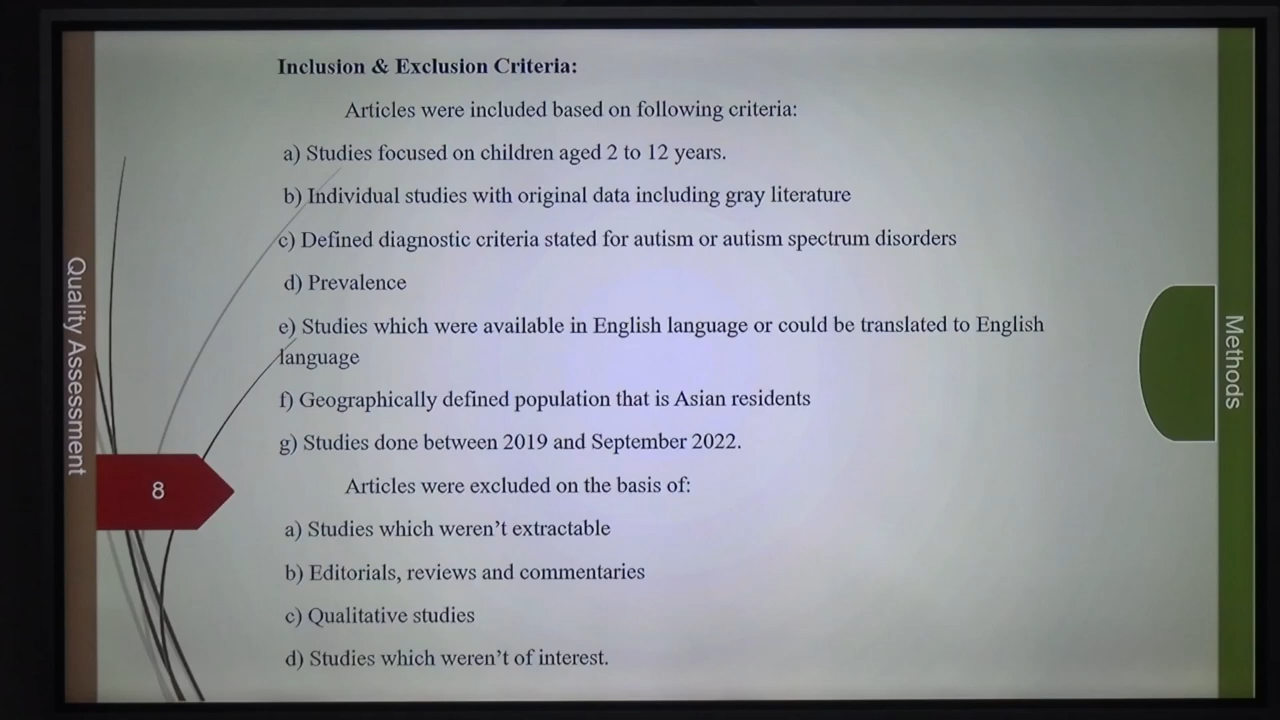 Inclusion & Exclusion Criteria:
Articles were included based on following criteria:
a) Studies focused on children aged 2 to 12 years.
b) Individual studies with original data including gray literature
c) Defined diagnostic criteria stated for autism or autism spectrum disorders
d) Prevalence
e) Studies which were available in English language or could be translated to English
language
f) Geographically defined population that is Asian residents
g) Studies done between 2019 and September 2022.
Articles were excluded on the basis of:
a) Studies which weren’t extractable
b) Editorials, reviews and commentaries
c) Qualitative studies
d) Studies which weren’t of interest.
Quality Assessment
8
Methods